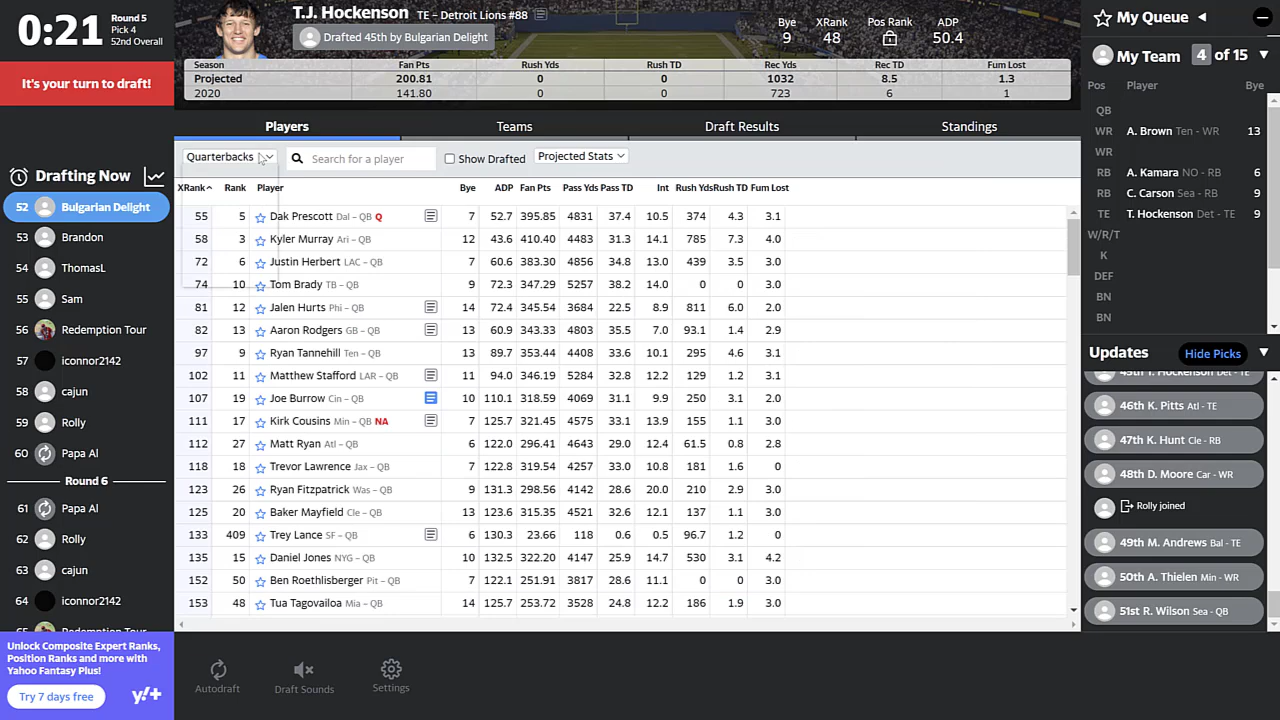 0:21
Round 5
Pick 4
52nd Overall
It's your turn to draft!
Drafting Now
52 Bulgarian Delight
53 Brandon
54 ThomasL
55 Sam
56 Redemption Tour
57 iconnor2142
58 cajun
59 Rolly
60 Papa Al
Round 6
61 Papa Al
62 Rolly
63 cajun
64 iconnor2142
Unlock Composite Expert Ranks,
Position Ranks and more with
Yahoo Fantasy Plus!
Try 7 days free
y!+
T.J. Hockenson TE – Detroit Lions #88
Drafted 45th by Bulgarian Delight
Bye XRank Pos Rank ADP
9 48 50.4
Season Fan Pts Rush Yds Rush TD Rec Yds Rec TD Fum Lost
Projected 200.81 0 0 1032 8.5 1.3
2020 141.80 0 0 723 6 1
Players Teams Draft Results Standings
Quarterbacks Search for a player Show Drafted Projected Stats
XRank Rank Player Bye ADP Fan Pts Pass Yds Pass TD Int Rush Yds Rush TD Fum Lost
55 5 Dak Prescott Dal – QB Q 7 52.7 395.85 4831 37.4 10.5 374 4.3 3.1
58 3 Kyler Murray Ari – QB 12 43.6 410.40 4483 31.3 14.1 785 7.3 4.0
72 6 Justin Herbert LAC – QB 7 60.6 383.30 4856 34.8 13.0 439 3.5 3.0
74 10 Tom Brady TB – QB 9 72.3 347.29 5257 38.2 14.0 0 0 3.0
81 12 Jalen Hurts Phi – QB 14 72.4 345.54 3684 22.5 8.9 811 6.0 2.0
82 13 Aaron Rodgers GB – QB 13 60.9 343.33 4803 35.5 7.0 93.1 1.4 2.9
97 9 Ryan Tannehill Ten – QB 13 89.7 353.44 4408 33.6 10.1 295 4.6 3.1
102 11 Matthew Stafford LAR – QB 11 94.0 346.19 5284 32.8 12.2 129 1.2 3.1
107 19 Joe Burrow Cin – QB 10 110.1 318.59 4069 31.1 9.9 250 3.1 2.0
111 17 Kirk Cousins Min – QB NA 7 125.7 321.45 4575 33.1 13.9 155 1.1 3.0
112 27 Matt Ryan Atl – QB 6 122.0 296.41 4643 29.0 12.4 61.5 0.8 2.8
118 18 Trevor Lawrence Jax – QB 7 122.8 319.54 4257 33.0 10.8 181 1.6 0
123 26 Ryan Fitzpatrick Was – QB 9 131.3 298.56 4142 28.6 20.0 210 2.9 3.0
125 20 Baker Mayfield Cle – QB 13 123.6 315.35 4521 32.6 12.1 137 1.1 3.0
133 409 Trey Lance SF – QB 6 130.3 23.66 118 0.6 0.5 96.7 1.2 0
135 15 Daniel Jones NYG – QB 10 132.5 322.20 4147 25.9 14.7 530 3.1 4.2
152 50 Ben Roethlisberger Pit – QB 7 122.1 251.91 3817 28.6 11.1 0 0 3.0
153 48 Tua Tagovailoa Mia – QB 14 125.7 253.72 3528 24.8 12.2 186 1.9 3.0
Autodraft Draft Sounds Settings
My Queue
My Team 4 of 15
Pos Player Bye
QB
WR A. Brown Ten - WR 13
WR
RB A. Kamara NO - RB 6
RB C. Carson Sea - RB 9
TE T. Hockenson Det - TE 9
W/R/T
K
DEF
BN
BN
Updates Hide Picks
45th T. Hockenson Det - TE
46th K. Pitts Atl - TE
47th K. Hunt Cle - RB
48th D. Moore Car - WR
Rolly joined
49th M. Andrews Bal - TE
50th A. Thielen Min - WR
51st R. Wilson Sea - QB